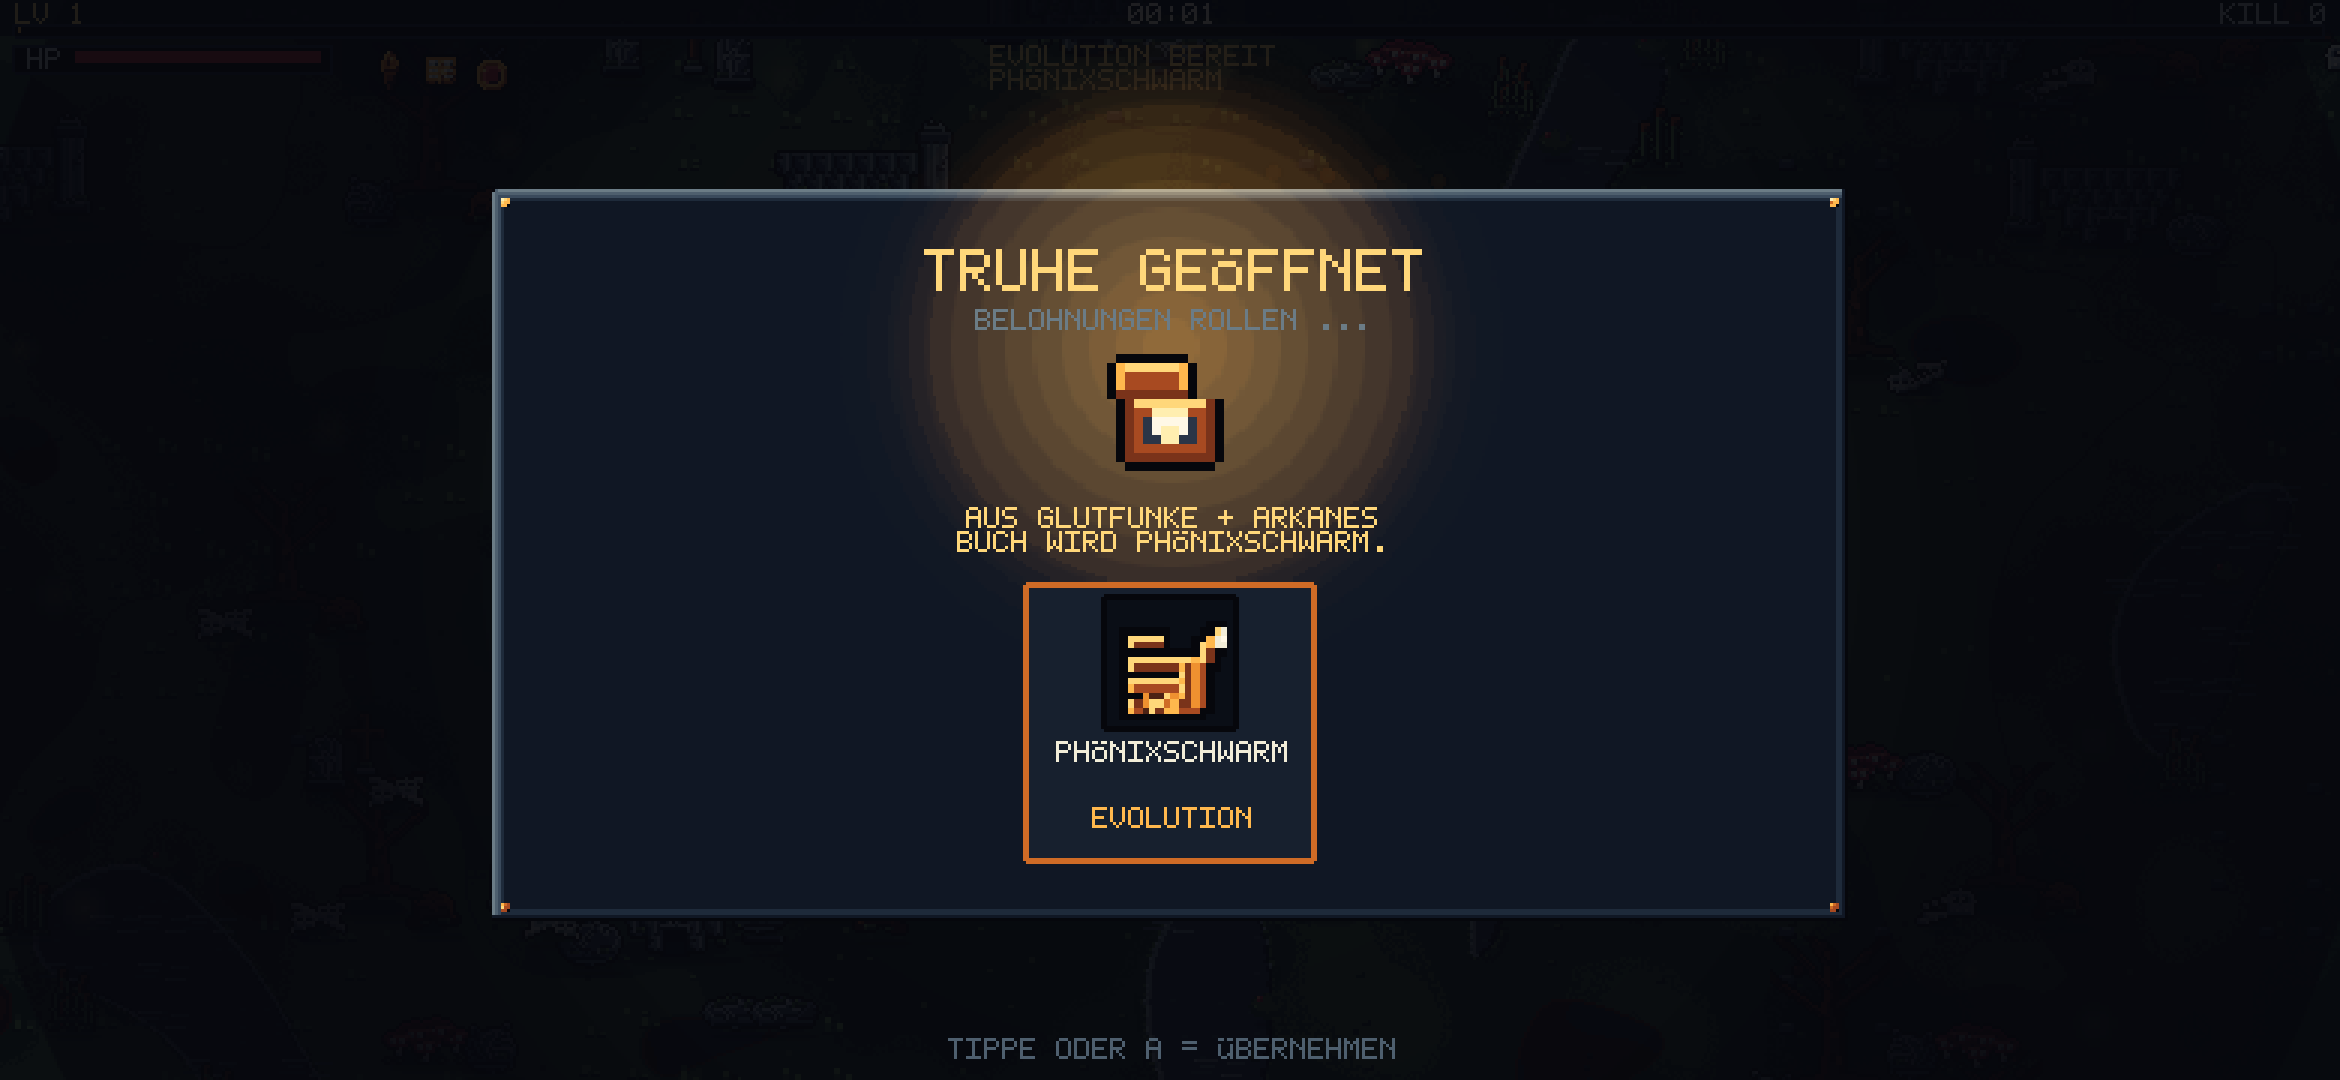 LV 1
00:01
KILL 0
HP
EVOLUTION BEREIT
PHöNIXSCHWARM
TRUHE GEöFFNET
BELOHNUNGEN ROLLEN ...
AUS GLUTFUNKE + ARKANES
BUCH WIRD PHöNIXSCHWARM.
PHöNIXSCHWARM
EVOLUTION
TIPPE ODER A = üBERNEHMEN